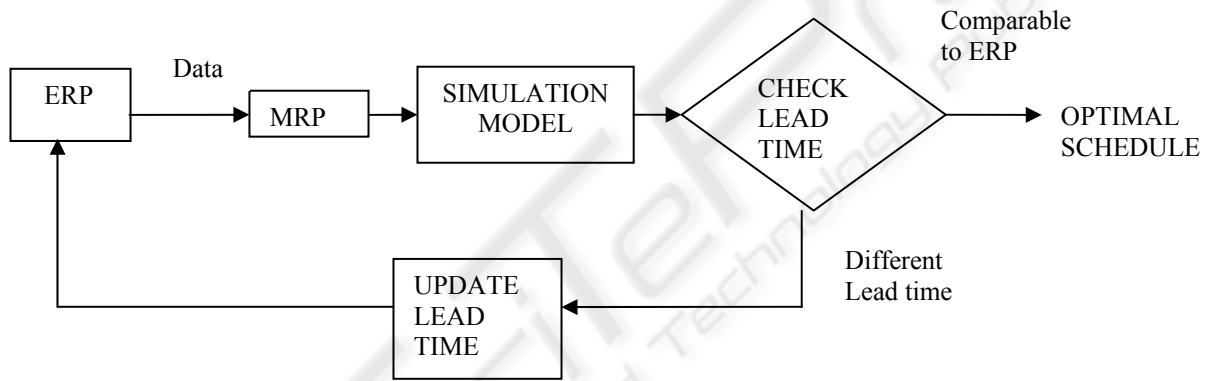 Comparable
to ERP
Data
ERP
MRP
SIMULATION
MODEL
CHECK
LEAD
TIME
OPTIMAL
SCHEDULE
Different
Lead time
UPDATE
LEAD
TIME